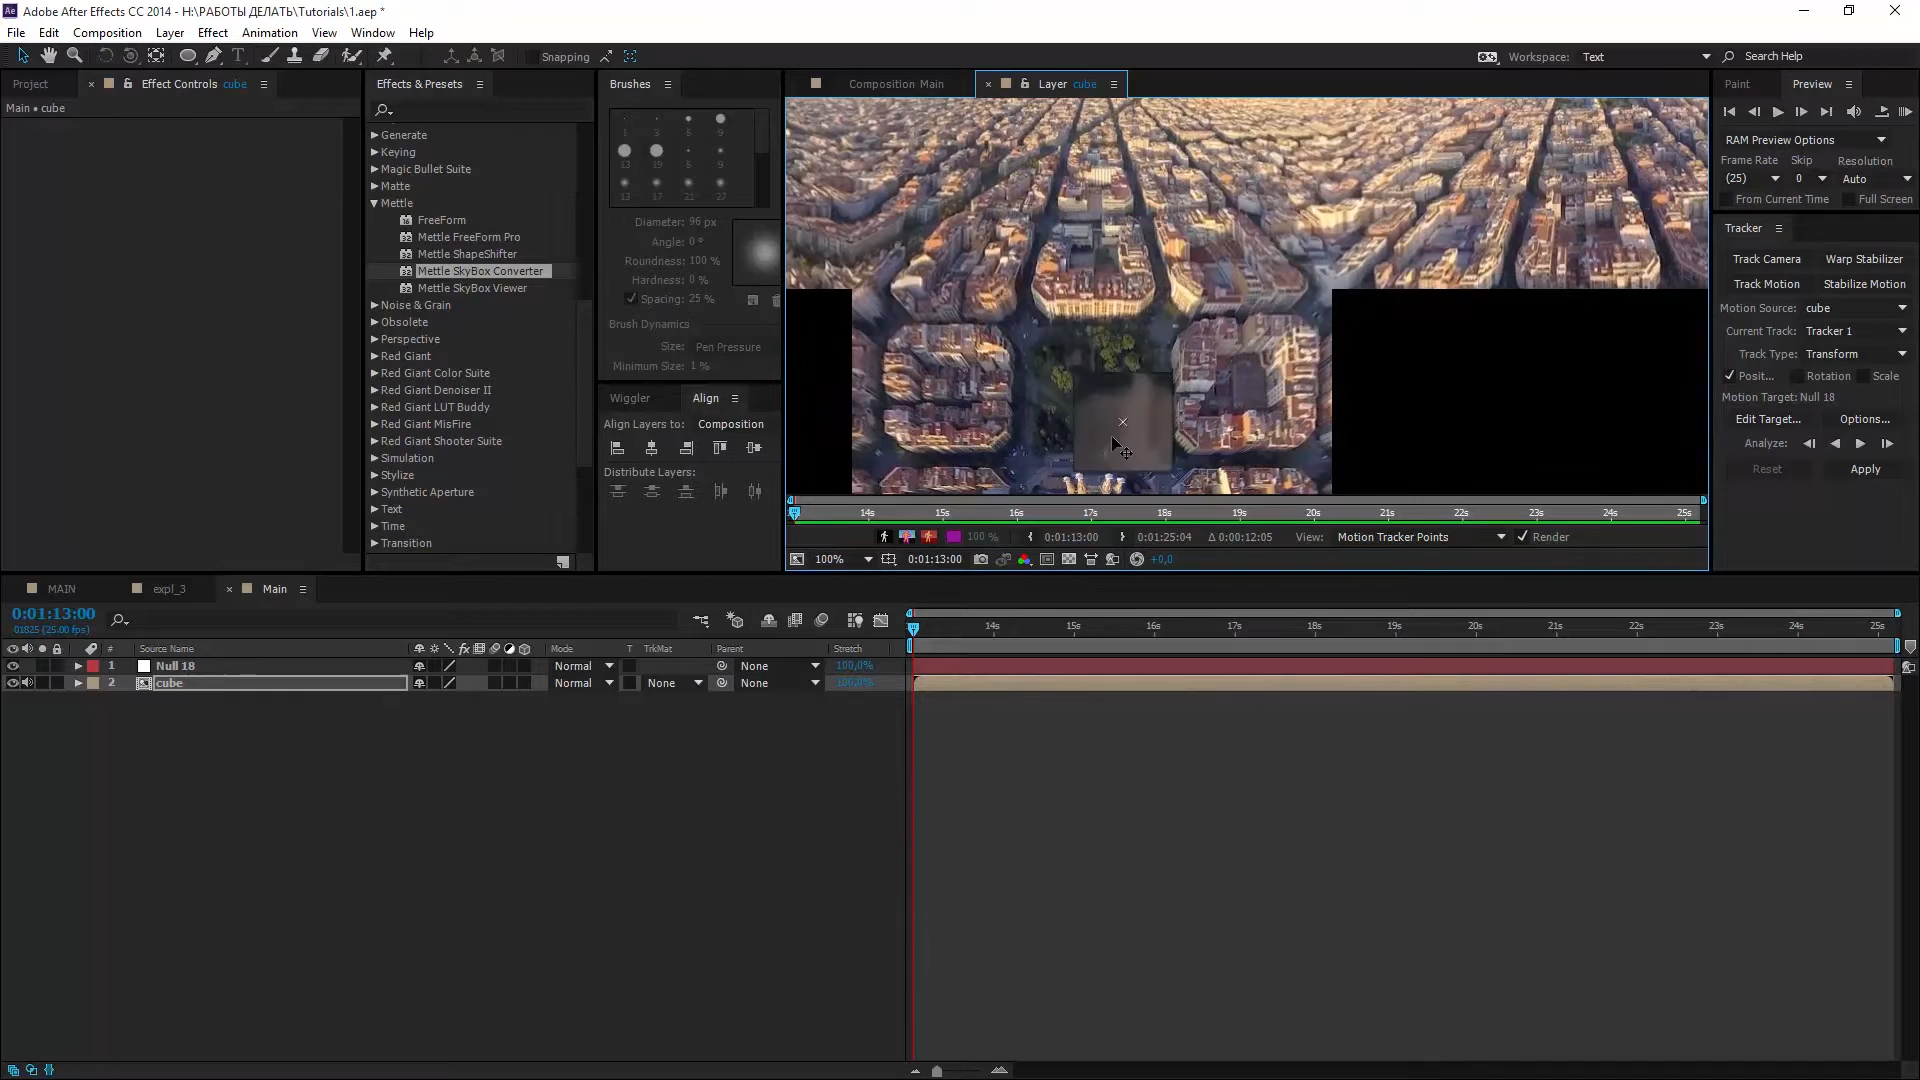 Adobe After Effects CC 2014 - H:\РАБОТЫ ДЕЛАТЬ\Tutorials\1.aep *
File Edit Composition Layer Effect Animation View Window Help
Snapping
Workspace: Text
Search Help
Project
Effect Controls cube
Main • cube
Effects & Presets
Generate
Keying
Magic Bullet Suite
Matte
Mettle
FreeForm
Mettle FreeForm Pro
Mettle ShapeShifter
Mettle SkyBox Converter
Mettle SkyBox Viewer
Noise & Grain
Obsolete
Perspective
Red Giant
Red Giant Color Suite
Red Giant Denoiser II
Red Giant LUT Buddy
Red Giant MisFire
Red Giant Shooter Suite
Simulation
Stylize
Synthetic Aperture
Text
Time
Transition
Brushes
1 3 5 9
13 19 5 9
13 17 21 27
Diameter: 96 px
Angle: 0°
Roundness: 100 %
Hardness: 0 %
Spacing: 25 %
Brush Dynamics
Size: Pen Pressure
Minimum Size: 1 %
Wiggler
Align
Align Layers to: Composition
Distribute Layers:
Composition Main
Layer cube
14s 15s 16s 17s 18s 19s 20s 21s 22s 23s 24s 25s
100 % 0:01:13:00 0:01:25:04 Δ 0:00:12:05 View: Motion Tracker Points Render
100% 0:01:13:00 +0,0
Paint
Preview
RAM Preview Options
Frame Rate Skip Resolution
(25) 0 Auto
From Current Time Full Screen
Tracker
Track Camera Warp Stabilizer
Track Motion Stabilize Motion
Motion Source: cube
Current Track: Tracker 1
Track Type: Transform
Posit... Rotation Scale
Motion Target: Null 18
Edit Target... Options...
Analyze:
Reset Apply
MAIN
expl_3
Main
0:01:13:00
01825 (25.00 fps)
# Source Name Mode T TrkMat Parent Stretch
1 Null 18 Normal None 100,0%
2 cube Normal None None 100,0%
14s 15s 16s 17s 18s 19s 20s 21s 22s 23s 24s 25s